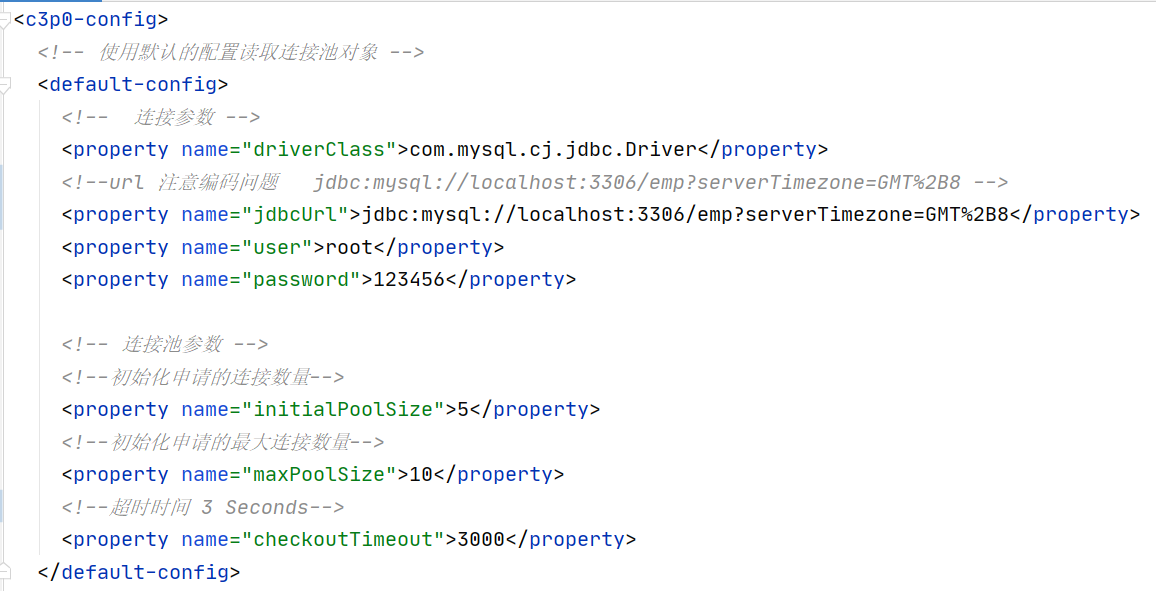 <c3p0-config>
<!-- 使用默认的配置读取连接池对象 -->
<default-config>
<!--  连接参数 -->
<property name="driverClass">com.mysql.cj.jdbc.Driver</property>
<!--url 注意编码问题   jdbc:mysql://localhost:3306/emp?serverTimezone=GMT%2B8 -->
<property name="jdbcUrl">jdbc:mysql://localhost:3306/emp?serverTimezone=GMT%2B8</property>
<property name="user">root</property>
<property name="password">123456</property>
<!-- 连接池参数 -->
<!--初始化申请的连接数量-->
<property name="initialPoolSize">5</property>
<!--初始化申请的最大连接数量-->
<property name="maxPoolSize">10</property>
<!--超时时间 3 Seconds-->
<property name="checkoutTimeout">3000</property>
</default-config>